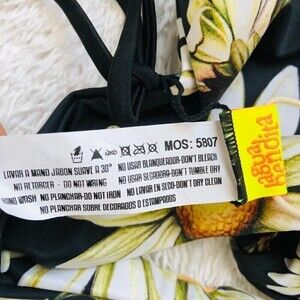 MOS: 5807
LAVAR A MANO JABON SUAVE A 30° NO USAR BLANQUEADOR-DON'T BLEACH
NO RETORCER - DO NOT WRING NO USAR SECADORA-DON'T TUMBLE DRY
HAND WISH NO PLANCHAR-DO NOT IRON NO LAVAR EN SECO-DON'T DRY CLEAN
NO PLANCHAR SOBRE DECORADOS O ESTAMPADOS
agua
bendita